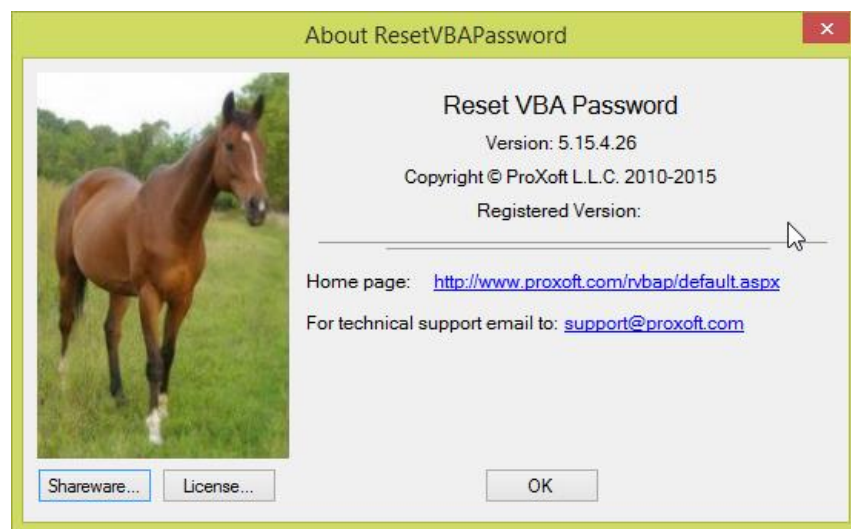 About ResetVBAPassword
Reset VBA Password
Version: 5.15.4.26
Copyright © ProXoft L.L.C. 2010-2015
Registered Version:
Home page: http://www.proxoft.com/rvbap/default.aspx
For technical support email to: support@proxoft.com
Shareware... License... OK